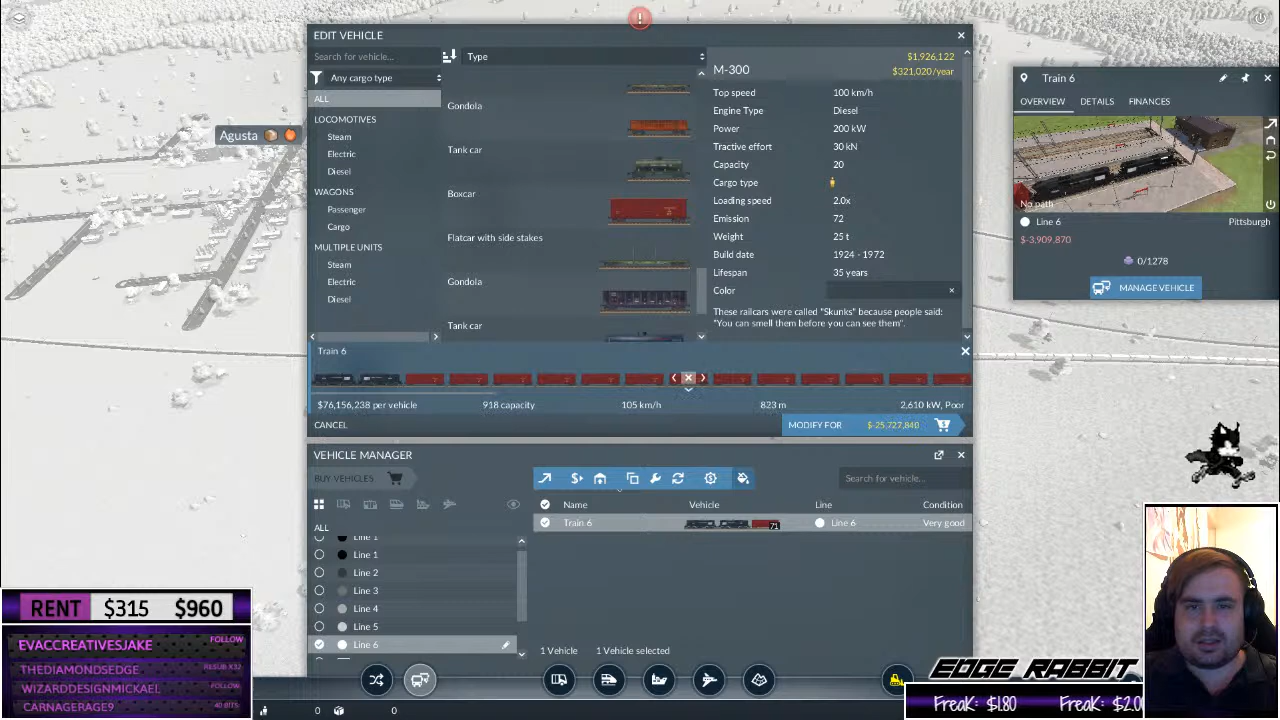 EDIT VEHICLE
Search for vehicle...
Type
Any cargo type
ALL
LOCOMOTIVES
Steam
Electric
Diesel
WAGONS
Passenger
Cargo
MULTIPLE UNITS
Steam
Electric
Diesel
Gondola
Tank car
Boxcar
Flatcar with side stakes
Gondola
Tank car
$1,926,122
M-300
$321,020/year
Top speed 100 km/h
Engine Type Diesel
Power 200 kW
Tractive effort 30 kN
Capacity 20
Cargo type
Loading speed 2.0x
Emission 72
Weight 25 t
Build date 1924 - 1972
Lifespan 35 years
Color
These railcars were called "Skunks" because people said:
"You can smell them before you can see them".
Train 6
$76,156,238 per vehicle 918 capacity 105 km/h 823 m 2,610 kW, Poor
CANCEL
MODIFY FOR $-25,727,840
VEHICLE MANAGER
BUY VEHICLES
Search for vehicle...
ALL
Line 1
Line 1
Line 2
Line 3
Line 4
Line 5
Line 6
Name Vehicle Line Condition
Train 6 71 Line 6 Very good
1 Vehicle 1 Vehicle selected
0 0
Agusta
Train 6
OVERVIEW DETAILS FINANCES
No path
Line 6 Pittsburgh
$-3,909,870
0/1278
MANAGE VEHICLE
RENT $315 $960
EVACCREATIVESJAKE FOLLOW
THEDIAMONDSEDGE RESUB X32
WIZARDDESIGNMICKAEL FOLLOW
CARNAGERAGE9 40 BITS
EDGE RABBIT
FreaK: $1.80 FreaK: $2.0